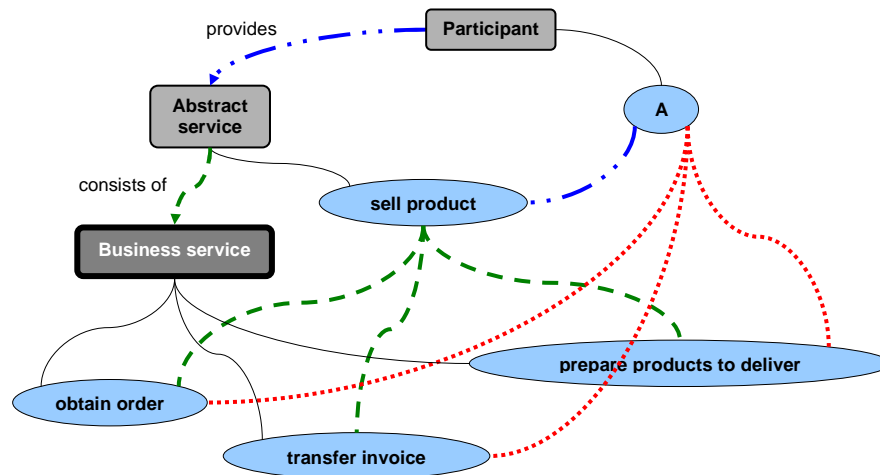 provides
Participant
Abstract
service
A
consists of
sell product
Business service
prepare products to deliver
obtain order
transfer invoice